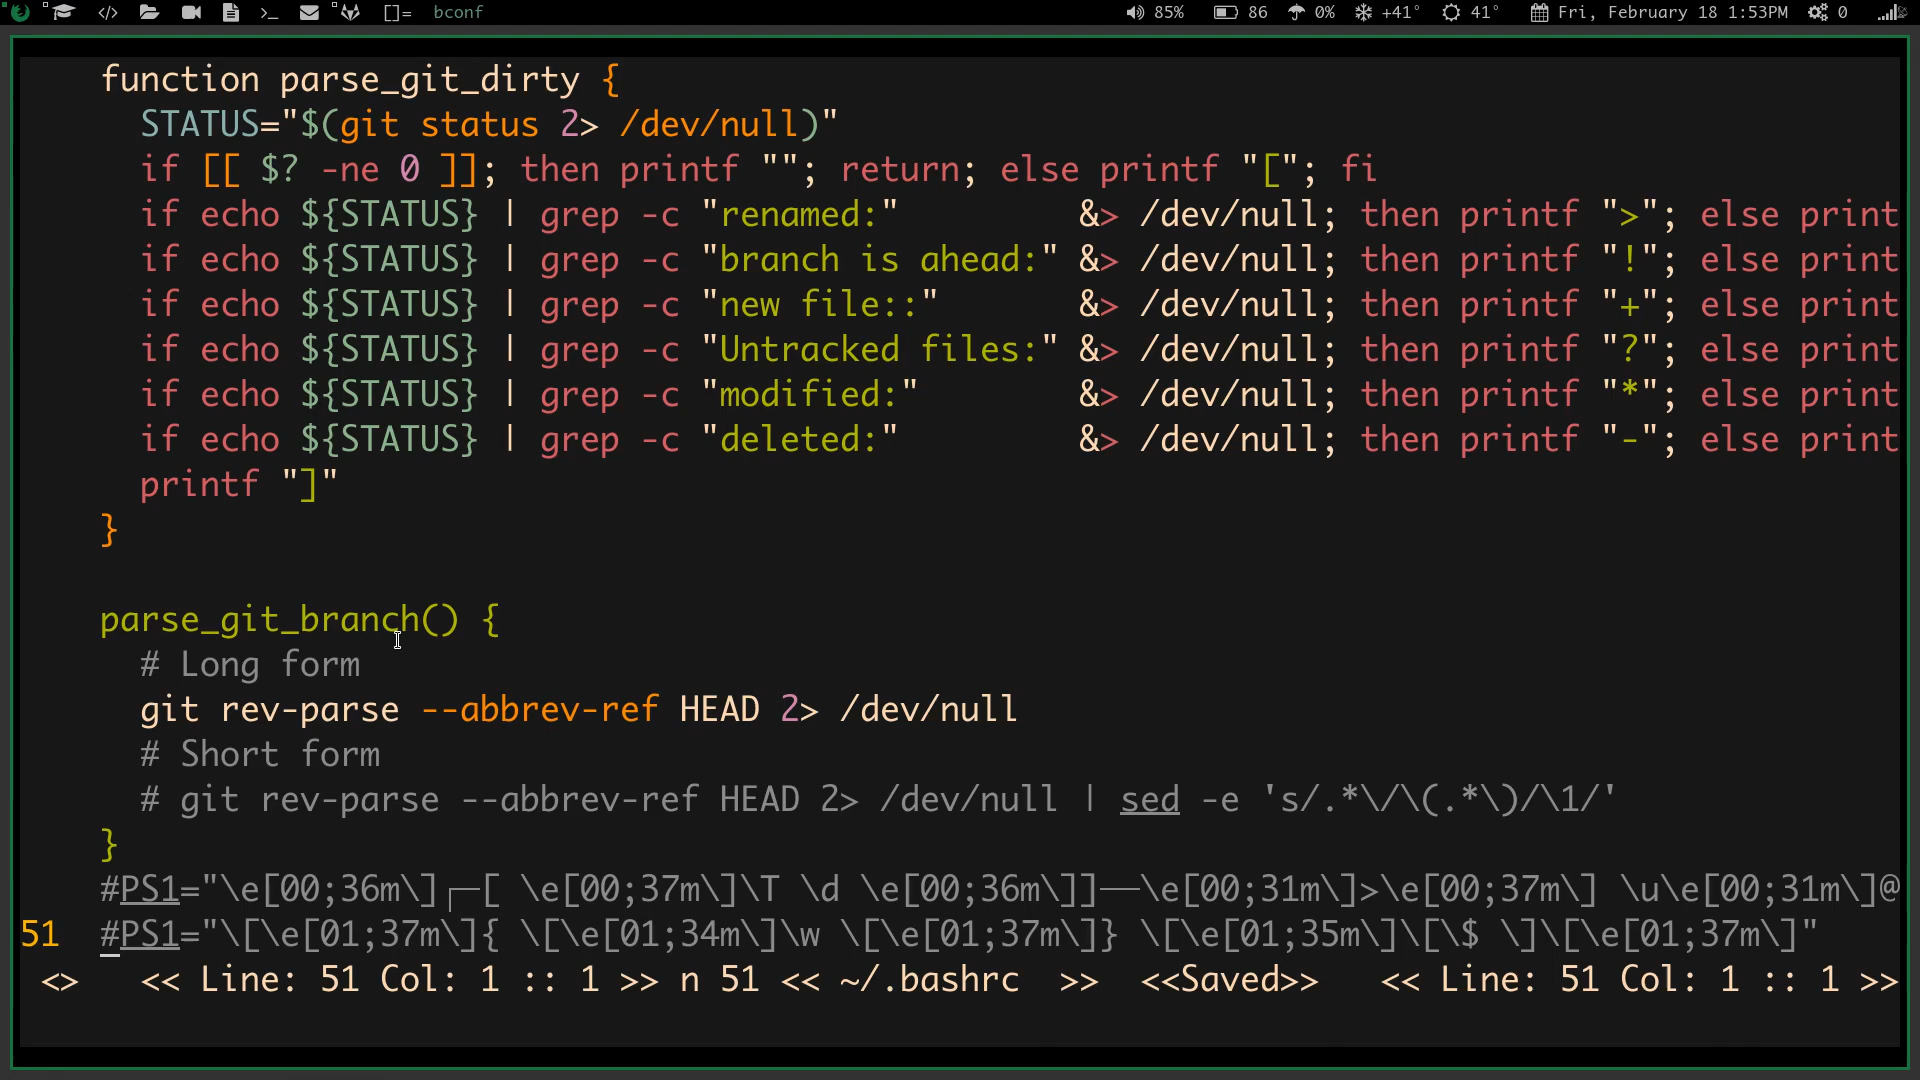 []= bconf 85% 86 0% +41° 41° Fri, February 18 1:53PM 0
function parse_git_dirty {
STATUS="$(git status 2> /dev/null)"
if [[ $? -ne 0 ]]; then printf ""; return; else printf "["; fi
if echo ${STATUS} | grep -c "renamed:" &> /dev/null; then printf ">"; else print
if echo ${STATUS} | grep -c "branch is ahead:" &> /dev/null; then printf "!"; else print
if echo ${STATUS} | grep -c "new file::" &> /dev/null; then printf "+"; else print
if echo ${STATUS} | grep -c "Untracked files:" &> /dev/null; then printf "?"; else print
if echo ${STATUS} | grep -c "modified:" &> /dev/null; then printf "*"; else print
if echo ${STATUS} | grep -c "deleted:" &> /dev/null; then printf "-"; else print
printf "]"
}
parse_git_branch() {
# Long form
git rev-parse --abbrev-ref HEAD 2> /dev/null
# Short form
# git rev-parse --abbrev-ref HEAD 2> /dev/null | sed -e 's/.*\/\(.*\)/\1/'
}
#PS1="\e[00;36m\]┌─[ \e[00;37m\]\T \d \e[00;36m\]]──\e[00;31m\]>\e[00;37m\] \u\e[00;31m\]@
51 #PS1="\[\e[01;37m\]{ \[\e[01;34m\]\w \[\e[01;37m\]} \[\e[01;35m\]\[\$ \]\[\e[01;37m\]"
<> << Line: 51 Col: 1 :: 1 >> n 51 << ~/.bashrc >> <<Saved>> << Line: 51 Col: 1 :: 1 >>